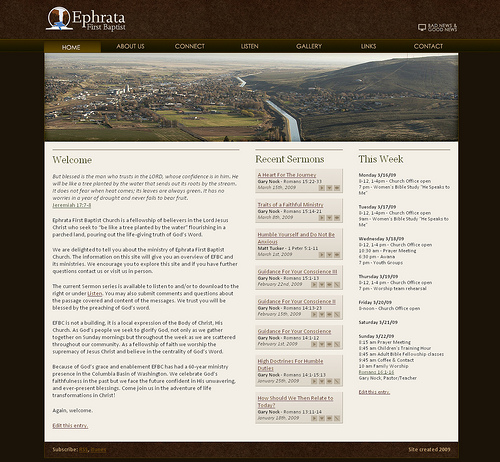 Ephrata
First Baptist
BAD NEWS &
GOOD NEWS
HOME ABOUT US CONNECT LISTEN GALLERY LINKS CONTACT
Welcome
But blessed is the man who trusts in the LORD, whose confidence is in him. He
will be like a tree planted by the water that sends out its roots by the stream.
It does not fear when heat comes; its leaves are always green. It has no
worries in a year of drought and never fails to bear fruit.
Jeremiah 17:7-8
Ephrata First Baptist Church is a fellowship of believers in the Lord Jesus
Christ who seek to "be like a tree planted by the water" flourishing in a
parched land, pouring out the life-giving truth of God's Word.
We are delighted to tell you about the ministry of Ephrata First Baptist
Church. The information on this site will give you an overview of EFBC and
its ministries. We encourage you to explore this site and if you have further
questions contact us or visit us in person.
The current Sermon series is available to listen to and/or to download to the
right or under Listen. You may also submit comments and questions about
the passage covered and content of the messages. We trust you will be
blessed by the preaching of God's word.
EFBC is not a building, it is a local expression of the Body of Christ, His
Church. As God's people we seek to glorify God, not only as we gather
together on Sunday mornings but throughout the week as we are scattered
throughout our community. As a fellowship of faith we worship the
supremacy of Jesus Christ and believe in the centrality of God's Word.
Because of God's grace and enablement EFBC has had a 60-year ministry
presence in the Columbia Basin of Washington. We celebrate God's
faithfulness in the past but we face the future confident in His unwavering,
and ever-present blessings. Come join us in the adventure of life
transformations in Christ!
Again, welcome.
Edit this entry.
Recent Sermons
A Heart For The Journey
Gary Nock - Romans 15:22-33
March 15th, 2009
Traits of a Faithful Ministry
Gary Nock - Romans 15:14-21
March 8th, 2009
Humble Yourself and Do Not Be
Anxious
Matt Tucker - 1 Peter 5:1-11
March 1st, 2009
Guidance For Your Conscience III
Gary Nock - Romans 15:1-13
February 22nd, 2009
Guidance For Your Conscience II
Gary Nock - Romans 14:13-23
February 15th, 2009
Guidance For Your Conscience
Gary Nock - Romans 14:1-12
February 1st, 2009
High Doctrines For Humble
Duties
Gary Nock - Romans 14:1-15:13
January 25th, 2009
How Should We Then Relate to
Today?
Gary Nock - Romans 13:11-14
January 18th, 2009
This Week
Monday 3/16/09
8-12, 1-4pm - Church Office open
7 pm - Women's Bible Study "He Speaks to
Me"
Tuesday 3/17/09
8-12, 1-4pm - Church Office open
9am - Women's Bible Study "He Speaks to
Me"
Wednesday 3/18/09
8-12, 1-4 pm - Church Office open
10:30 am - Prayer Meeting
6:30 pm - Awana
7 pm - Youth Groups
Thursday 3/19/09
8-12, 1-4 pm - Church Office open
7 pm - Worship team rehearsal
Friday 3/20/09
8-noon - Church Office open
Saturday 3/21/09
Sunday 3/22/09
8:15 am Prayer Meeting
8:45 am Children's Training Hour
8:45 am Adult Bible Fellowship classes
9:45 am Coffee & Contact
10 am Family Worship
Romans 16:1-16
Gary Nock, Pastor/Teacher
Edit this entry.
Subscribe:
Site created 2009